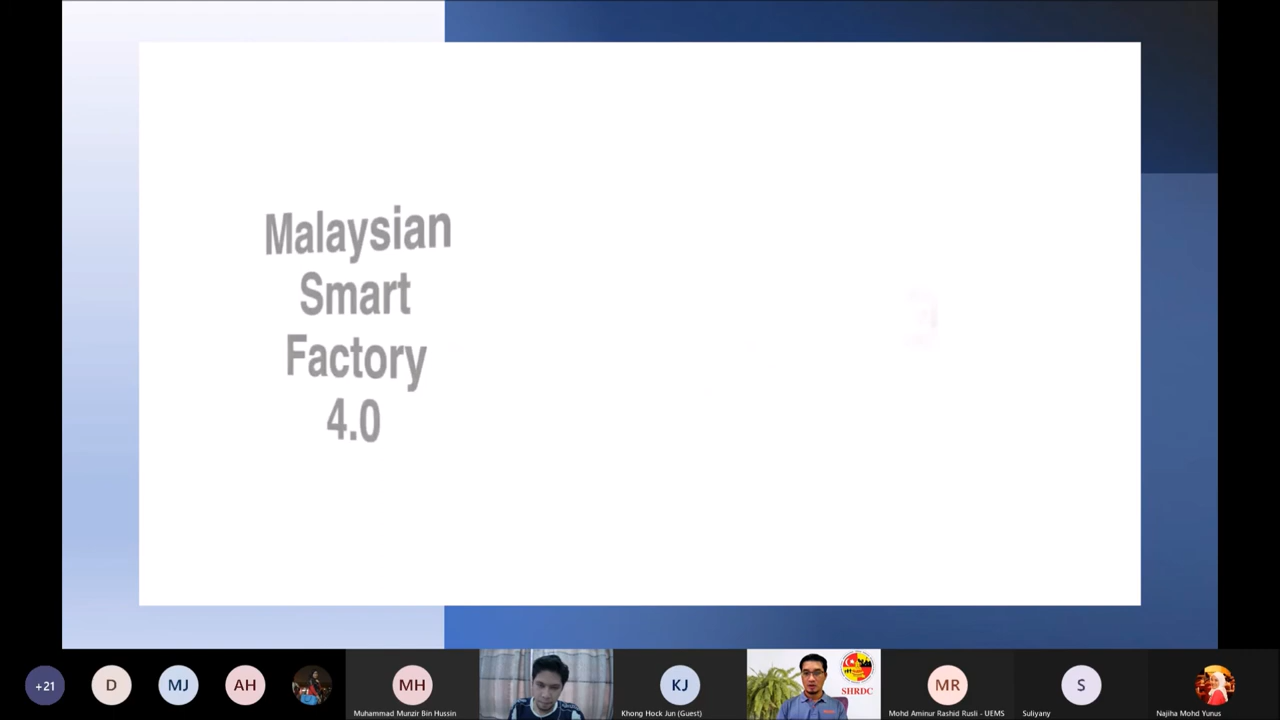 Malaysian
Smart
Factory
4.0
+21
D
MJ
AH
MH
Muhammad Munzir Bin Hussin
KJ
Khong Hock Jun (Guest)
SHRDC
MR
Mohd Aminur Rashid Rusli - UEMS
S
Suliyany
Najiha Mohd Yunus